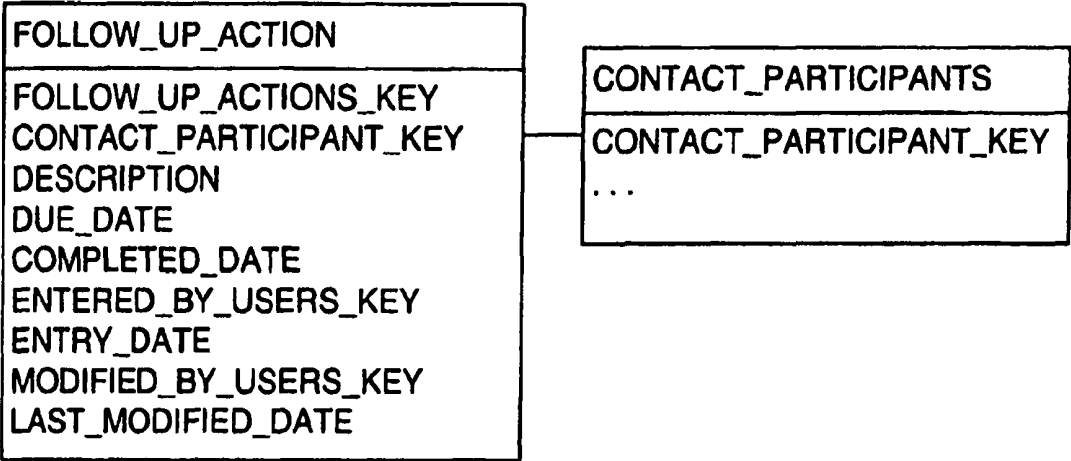 FOLLOW_UP_ACTION
FOLLOW_UP_ACTIONS_KEY
CONTACT_PARTICIPANT_KEY
DESCRIPTION
DUE_DATE
COMPLETED_DATE
ENTERED_BY_USERS_KEY
ENTRY_DATE
MODIFIED_BY_USERS_KEY
LAST_MODIFIED_DATE
CONTACT_PARTICIPANTS
CONTACT_PARTICIPANT_KEY
...